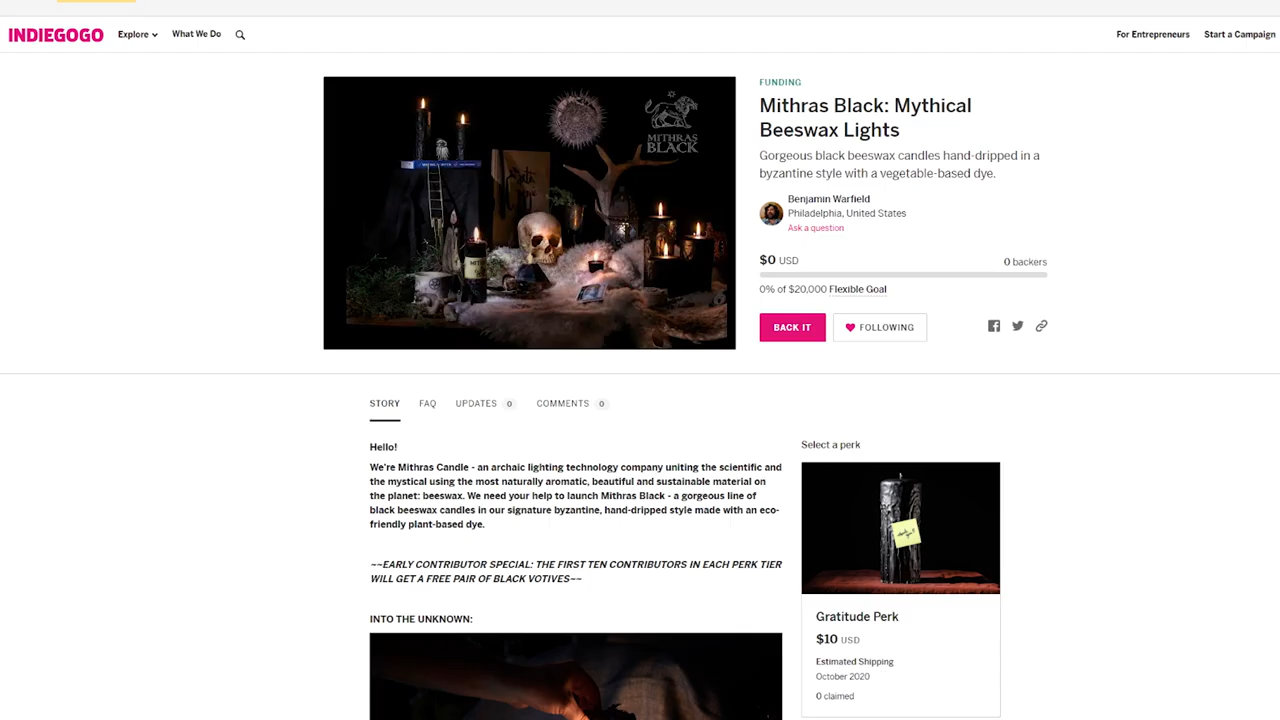 INDIEGOGO
Explore
What We Do
For Entrepreneurs
Start a Campaign
MITHRAS
BLACK
FUNDING
Mithras Black: Mythical
Beeswax Lights
Gorgeous black beeswax candles hand-dripped in a
byzantine style with a vegetable-based dye.
Benjamin Warfield
Philadelphia, United States
Ask a question
$0 USD
0 backers
0% of $20,000 Flexible Goal
BACK IT
FOLLOWING
STORY
FAQ
UPDATES 0
COMMENTS 0
Hello!
We're Mithras Candle - an archaic lighting technology company uniting the scientific and
the mystical using the most naturally aromatic, beautiful and sustainable material on
the planet: beeswax. We need your help to launch Mithras Black - a gorgeous line of
black beeswax candles in our signature byzantine, hand-dripped style made with an eco-
friendly plant-based dye.
~~EARLY CONTRIBUTOR SPECIAL: THE FIRST TEN CONTRIBUTORS IN EACH PERK TIER
WILL GET A FREE PAIR OF BLACK VOTIVES~~
INTO THE UNKNOWN:
Select a perk
Gratitude Perk
$10 USD
Estimated Shipping
October 2020
0 claimed